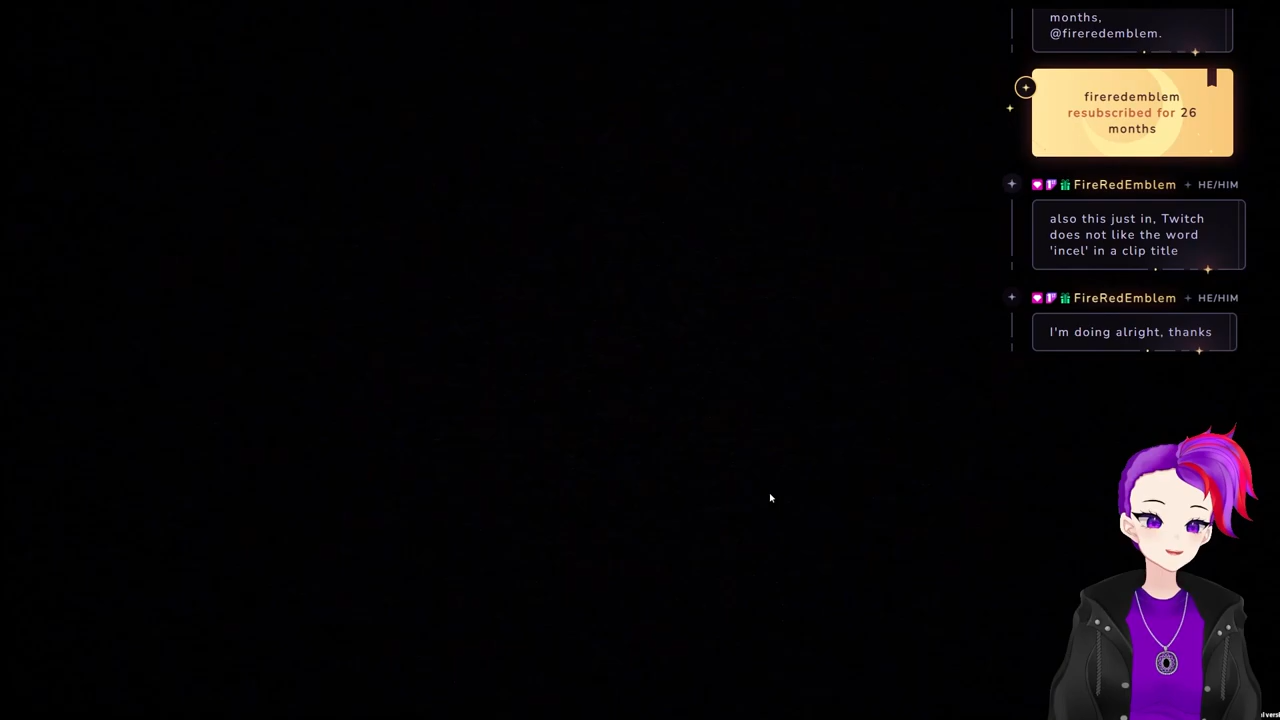 months,
@fireredemblem.
fireredemblem
resubscribed for 26
months
FireRedEmblem HE/HIM
also this just in, Twitch
does not like the word
'incel' in a clip title
FireRedEmblem HE/HIM
I'm doing alright, thanks